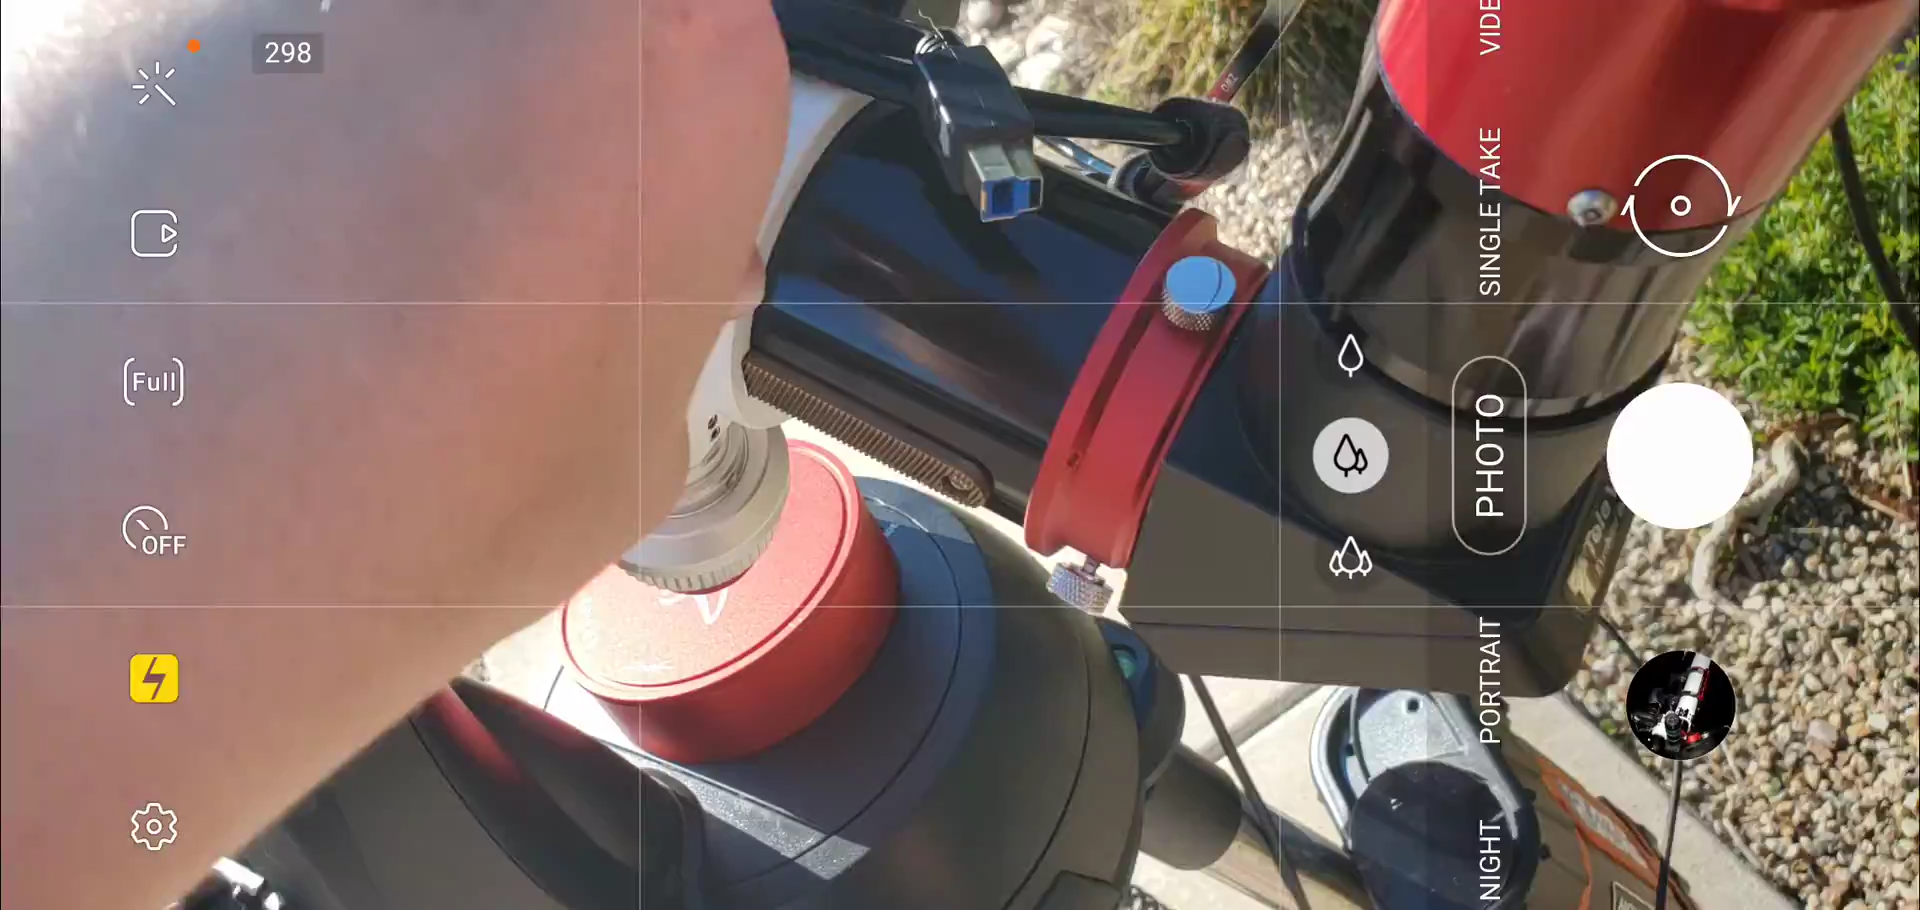 298
Full
OFF
VIDE
SINGLE TAKE
PHOTO
PORTRAIT
NIGHT